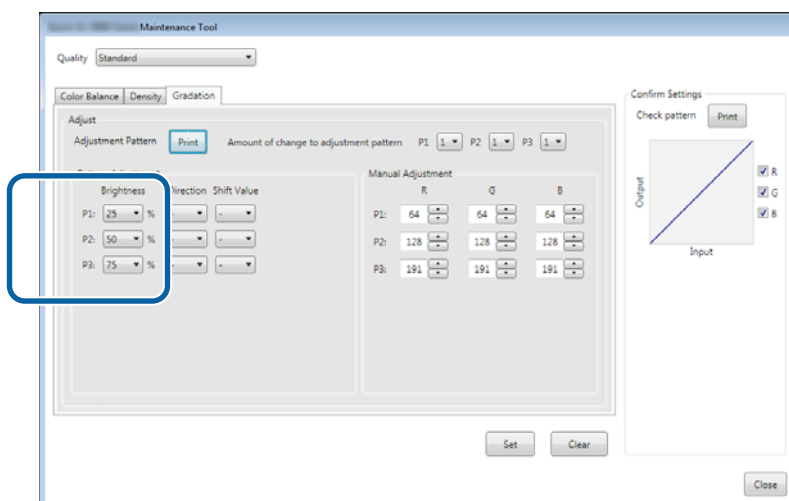 Maintenance Tool
Quality Standard
Color Balance Density Gradation
Adjust
Adjustment Pattern Print Amount of change to adjustment pattern P1 1 P2 1 P3 1
Brightness Direction Shift Value
P1: 25 % - -
P2: 50 % - -
P3: 75 % - -
Manual Adjustment
R G B
P1: 64 64 64
P2: 128 128 128
P3: 191 191 191
Set Clear
Confirm Settings
Check pattern Print
Output
Input
R
G
B
Close